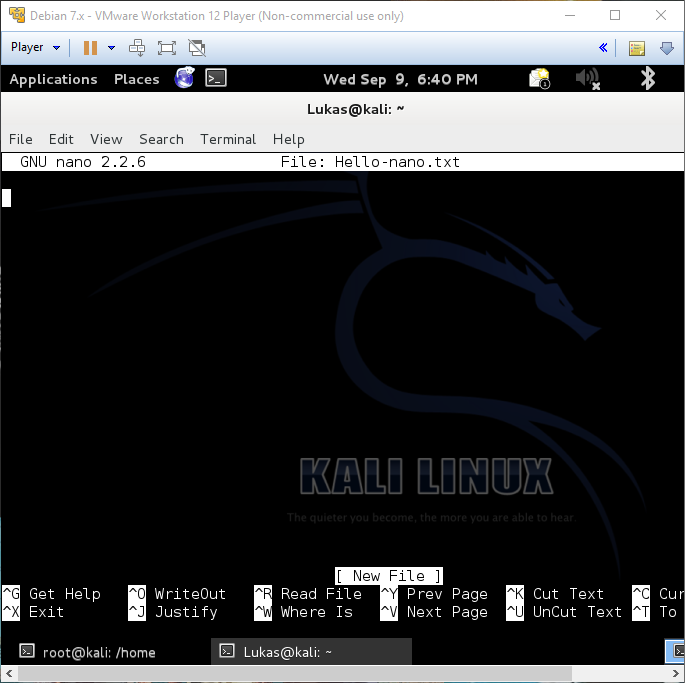 Debian 7.x - VMware Workstation 12 Player (Non-commercial use only)
Player
Applications Places Wed Sep 9, 6:40 PM
Lukas@kali: ~
File Edit View Search Terminal Help
GNU nano 2.2.6 File: Hello-nano.txt
KALI LINUX
The quieter you become, the more you are able to hear.
[ New File ]
^G Get Help ^O WriteOut ^R Read File ^Y Prev Page ^K Cut Text ^C Cur
^X Exit ^J Justify ^W Where Is ^V Next Page ^U UnCut Text ^T To
root@kali: /home Lukas@kali: ~